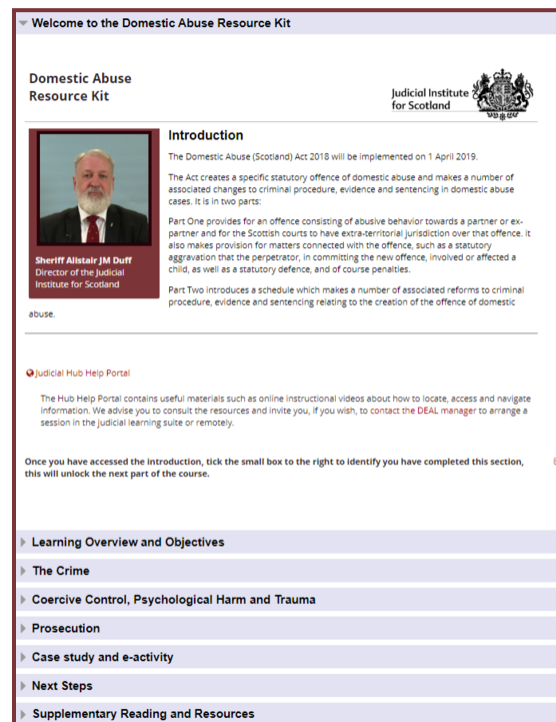 Welcome to the Domestic Abuse Resource Kit
Domestic Abuse
Resource Kit
Judicial Institute
for Scotland
Introduction
The Domestic Abuse (Scotland) Act 2018 will be implemented on 1 April 2019.
The Act creates a specific statutory offence of domestic abuse and makes a number of
associated changes to criminal procedure, evidence and sentencing in domestic abuse
cases. It is in two parts:
Part One provides for an offence consisting of abusive behavior towards a partner or ex-
partner and for the Scottish courts to have extra-territorial jurisdiction over that offence. It
also makes provision for matters connected with the offence, such as a statutory
aggravation that the perpetrator, in committing the new offence, involved or affected a
child, as well as a statutory defence, and of course penalties.
Part Two introduces a schedule which makes a number of associated reforms to criminal
procedure, evidence and sentencing relating to the creation of the offence of domestic
abuse.
Sheriff Alistair JM Duff
Director of the Judicial
Institute for Scotland
Judicial Hub Help Portal
The Hub Help Portal contains useful materials such as online instructional videos about how to locate, access and navigate
information. We advise you to consult the resources and invite you, if you wish, to contact the DEAL manager to arrange a
session in the judicial learning suite or remotely.
Once you have accessed the introduction, tick the small box to the right to identify you have completed this section,
this will unlock the next part of the course.
Learning Overview and Objectives
The Crime
Coercive Control, Psychological Harm and Trauma
Prosecution
Case study and e-activity
Next Steps
Supplementary Reading and Resources